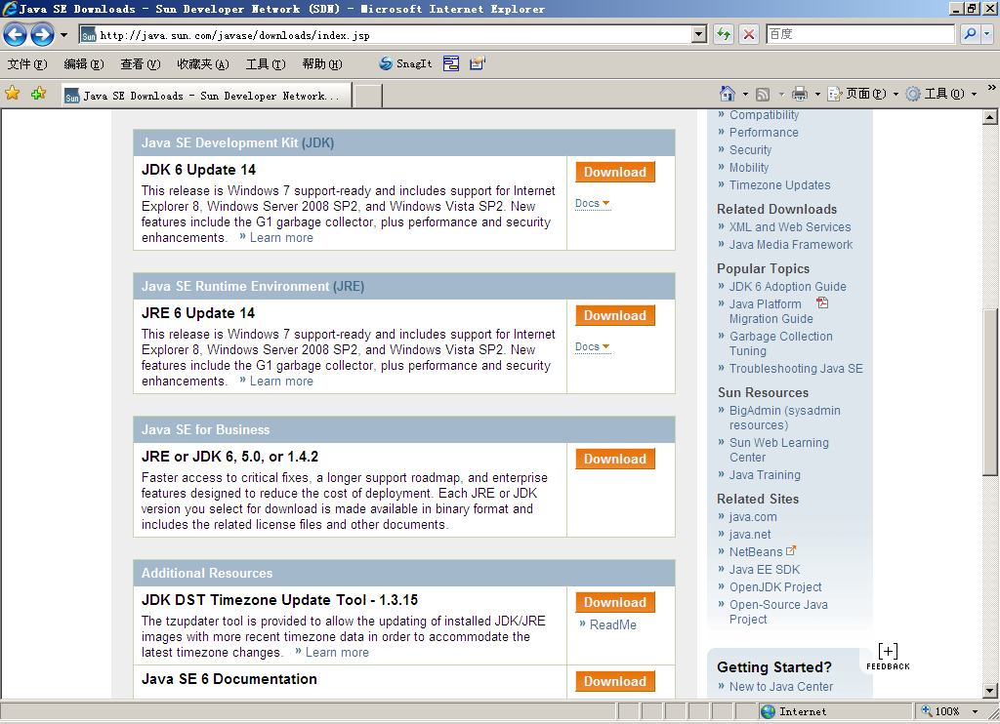 Java SE Downloads - Sun Developer Network (SDN) - Microsoft Internet Explorer
Sun http://java.sun.com/javase/downloads/index.jsp
百度
文件(F) 编辑(E) 查看(V) 收藏夹(A) 工具(T) 帮助(H) SnagIt
Sun Java SE Downloads - Sun Developer Network...
页面(P) 工具(O) »
Java SE Development Kit (JDK)
JDK 6 Update 14
This release is Windows 7 support-ready and includes support for Internet
Explorer 8, Windows Server 2008 SP2, and Windows Vista SP2. New
features include the G1 garbage collector, plus performance and security
enhancements. » Learn more
Download
Docs
Java SE Runtime Environment (JRE)
JRE 6 Update 14
This release is Windows 7 support-ready and includes support for Internet
Explorer 8, Windows Server 2008 SP2, and Windows Vista SP2. New
features include the G1 garbage collector, plus performance and security
enhancements. » Learn more
Download
Docs
Java SE for Business
JRE or JDK 6, 5.0, or 1.4.2
Faster access to critical fixes, a longer support roadmap, and enterprise
features designed to reduce the cost of deployment. Each JRE or JDK
version you select for download is made available in binary format and
includes the related license files and other documents.
Download
Additional Resources
JDK DST Timezone Update Tool - 1.3.15
The tzupdater tool is provided to allow the updating of installed JDK/JRE
images with more recent timezone data in order to accommodate the
latest timezone changes. » Learn more
Download
» ReadMe
Java SE 6 Documentation
Download
» Compatibility
» Performance
» Security
» Mobility
» Timezone Updates
Related Downloads
» XML and Web Services
» Java Media Framework
Popular Topics
» JDK 6 Adoption Guide
» Java Platform
Migration Guide
» Garbage Collection
Tuning
» Troubleshooting Java SE
Sun Resources
» BigAdmin (sysadmin
resources)
» Sun Web Learning
Center
» Java Training
Related Sites
» java.com
» java.net
» NetBeans
» Java EE SDK
» OpenJDK Project
» Open-Source Java
Project
[+]
FEEDBACK
Getting Started?
» New to Java Center
Internet
100%